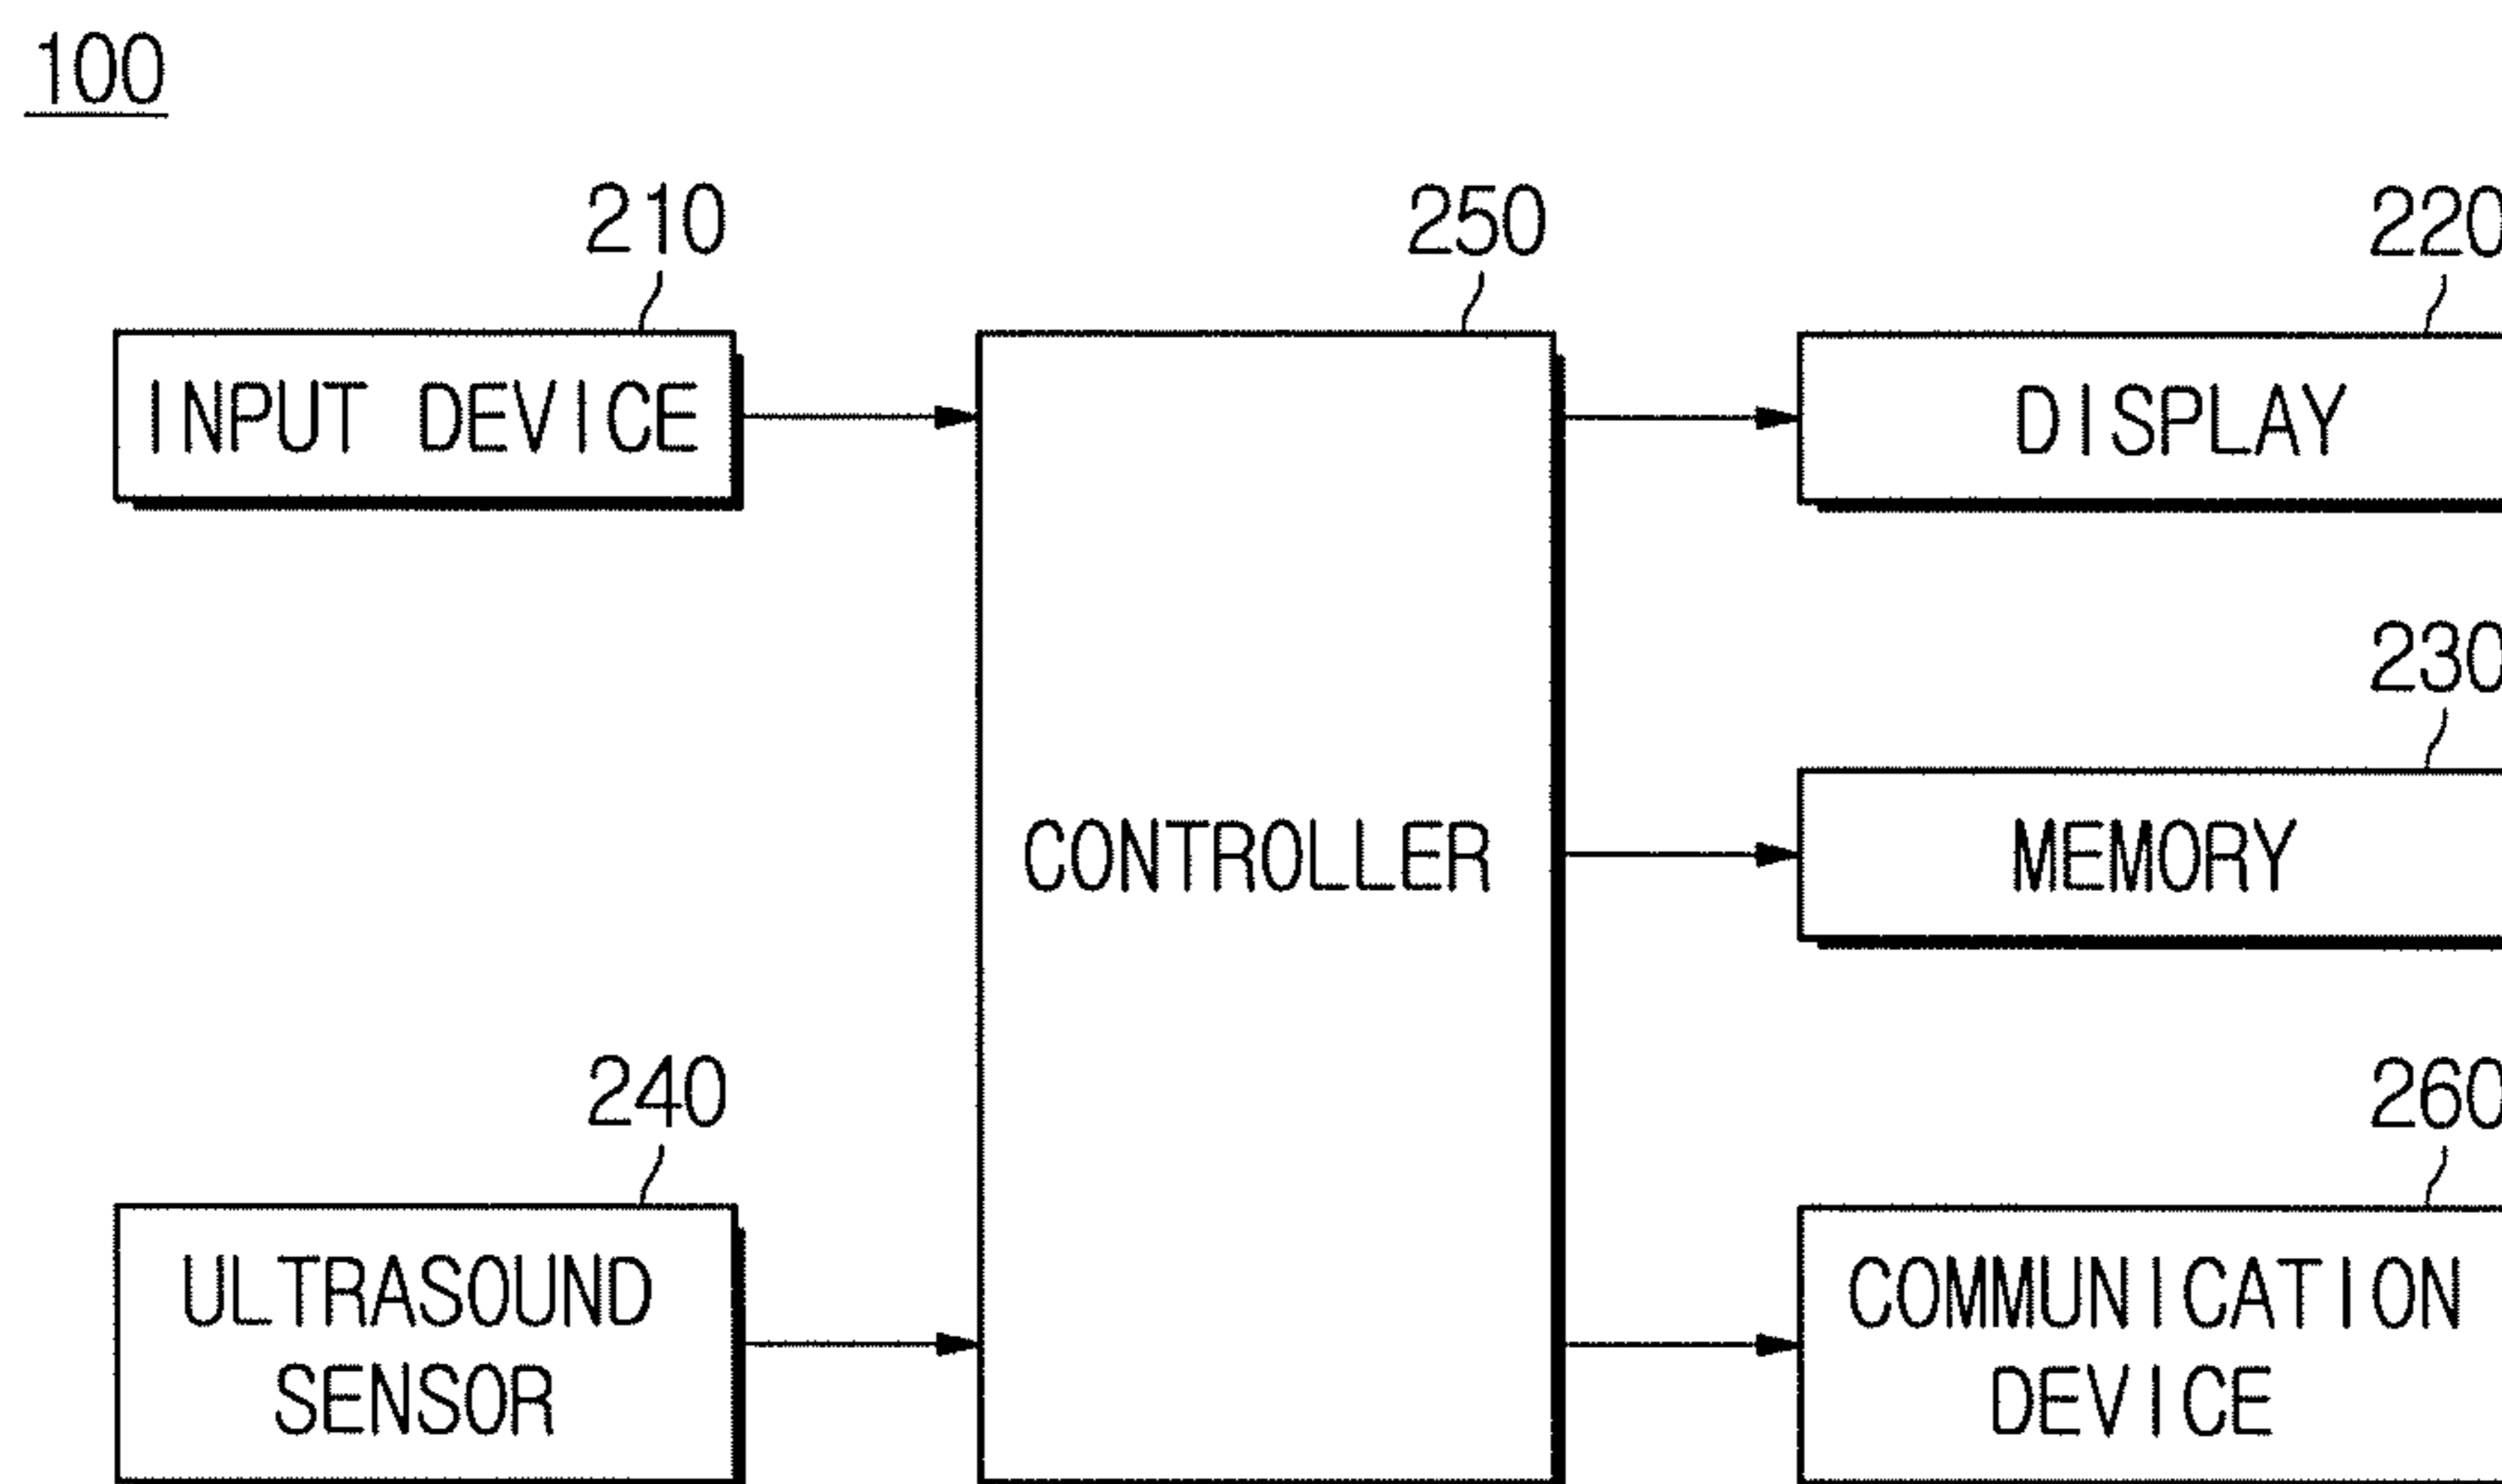 100
210
250
220
INPUT DEVICE
DISPLAY
230
CONTROLLER
MEMORY
240
260
ULTRASOUND
SENSOR
COMMUNICATION
DEVICE